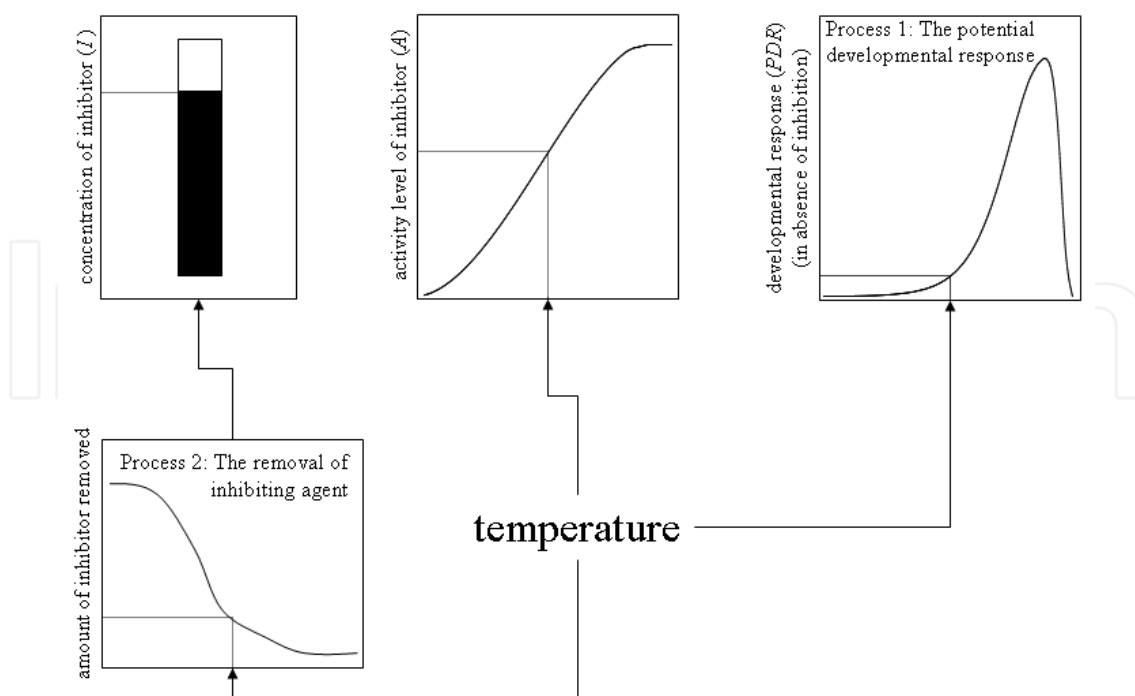 concentration of inhibitor (I)
activity level of inhibitor (A)
developmental response (PDR)
(in absence of inhibition)
Process 1: The potential
developmental response
amount of inhibitor removed
Process 2: The removal of
inhibiting agent
temperature